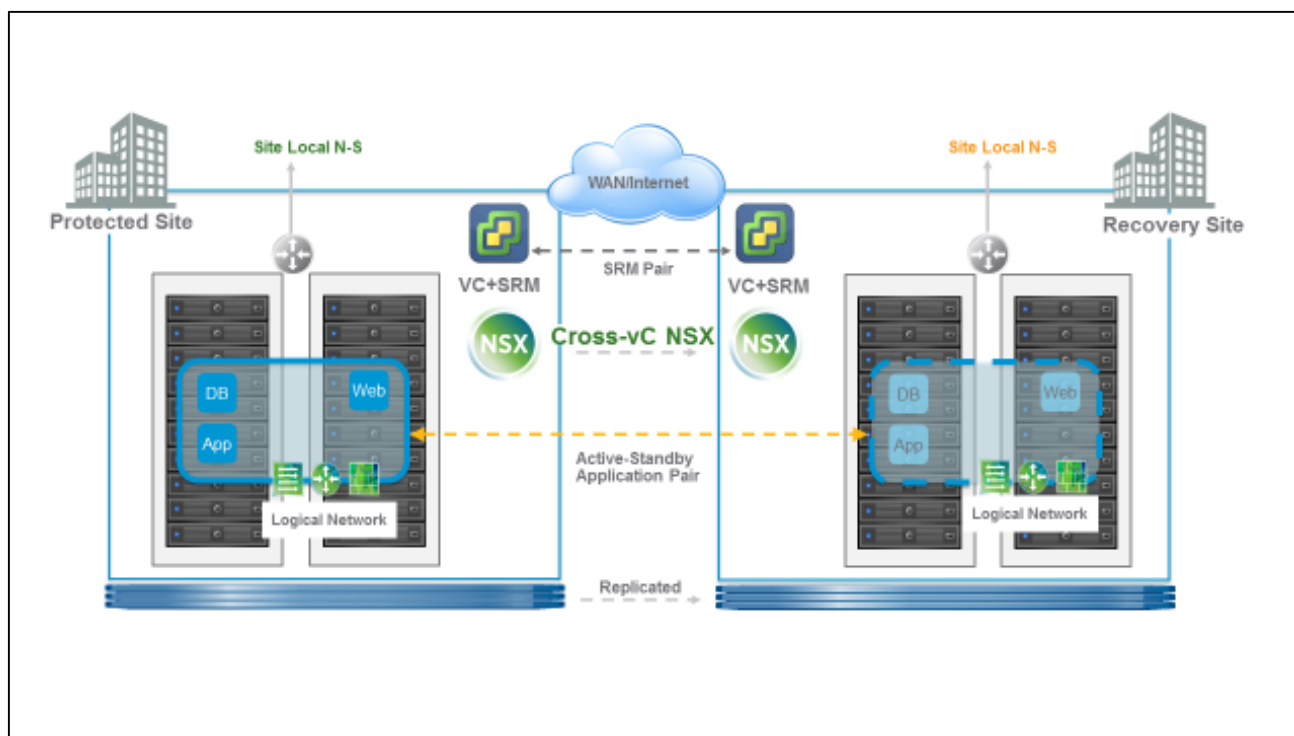 Site Local N-S
Site Local N-S
WAN/Internet
Protected Site
Recovery Site
SRM Pair
VC+SRM
VC+SRM
NSX
Cross-vC NSX
NSX
DB
Web
App
DB
Web
App
Active-Standby
Application Pair
Logical Network
Logical Network
Replicated